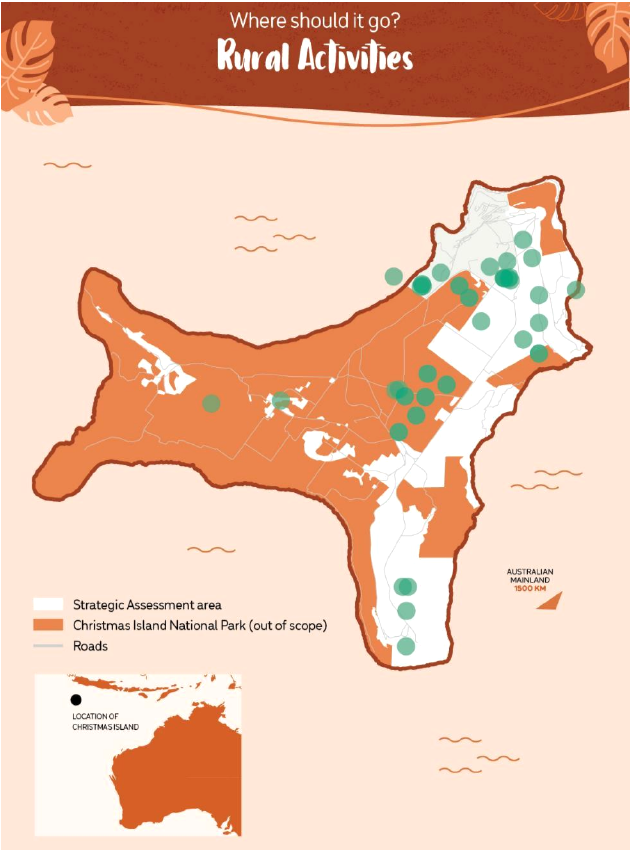 Where should it go?
Rural Activities
AUSTRALIAN
MAINLAND
1500 KM
Strategic Assessment area
Christmas Island National Park (out of scope)
Roads
LOCATION OF
CHRISTMAS ISLAND